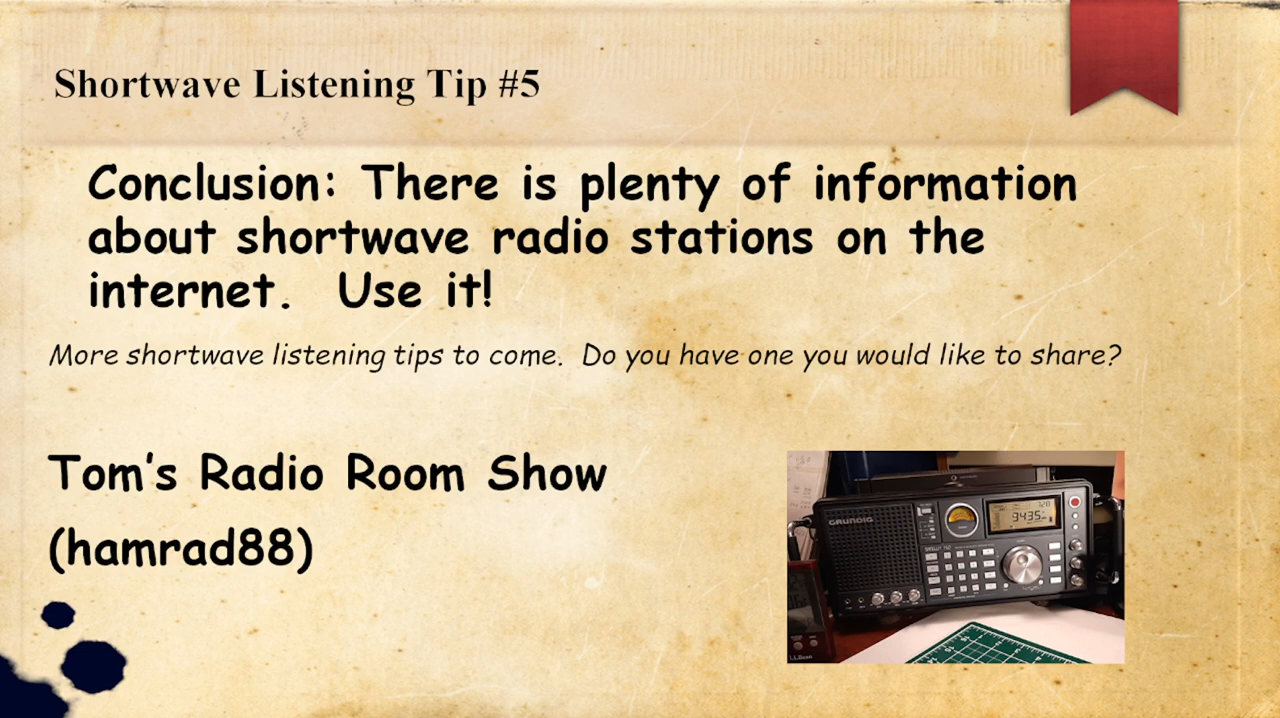 Shortwave Listening Tip #5
Conclusion: There is plenty of information
about shortwave radio stations on the
internet.  Use it!
More shortwave listening tips to come.  Do you have one you would like to share?
Tom's Radio Room Show
(hamrad88)
GRUNDIG
9435
L.L.Bean